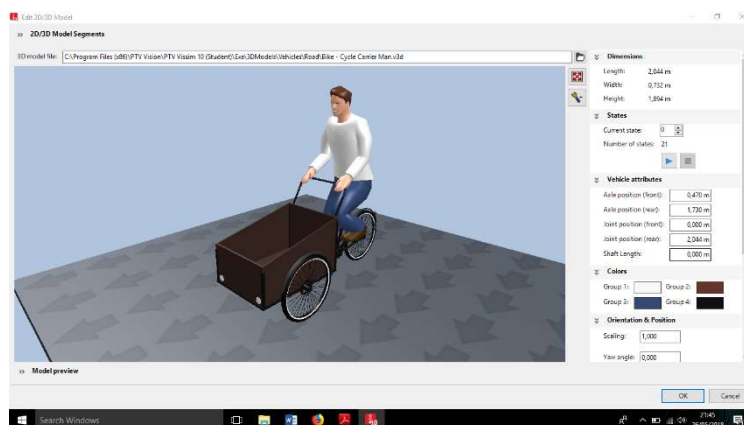 Edit 2D/3D Model
2D/3D Model Segments
3D model file: C:\Program Files (x86)\PTV Vision\PTV Vissim 10 (Student)\Exe\3DModels\Vehicles\Road\Bike - Cycle Carrier Man.v3d
Dimensions
Length: 2,044 m
Width: 0,732 m
Height: 1,894 m
States
Current state: 0
Number of states: 21
Vehicle attributes
Axle position (front): 0,470 m
Axle position (rear): 1,730 m
Joint position (front): 0,000 m
Joint position (rear): 2,044 m
Shaft Length: 0,000 m
Colors
Group 1: Group 2:
Group 3: Group 4:
Orientation & Position
Scaling: 1,000
Yaw angle: 0,000
Model preview
OK Cancel
Search Windows
21:45
26/05/2018